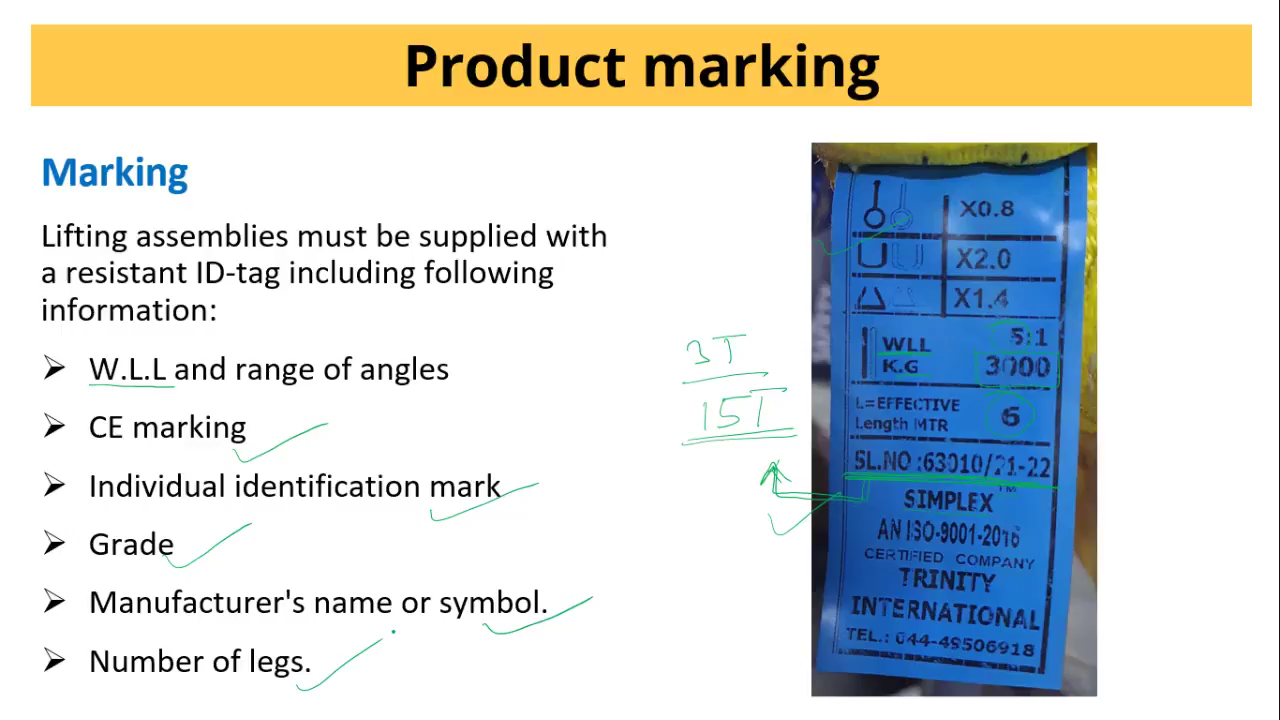 Product marking
Marking
Lifting assemblies must be supplied with
a resistant ID-tag including following
information:
W.L.L and range of angles
CE marking
Individual identification mark
Grade
Manufacturer's name or symbol.
Number of legs.
3T
15T
X0.8
X2.0
X1.4
5:1
WLL
K.G 3000
L=EFFECTIVE
Length MTR 6
SL.NO :63010/21-22
SIMPLEX™
AN ISO-9001-2016
CERTIFIED COMPANY
TRINITY
INTERNATIONAL
TEL.: 044-49506918